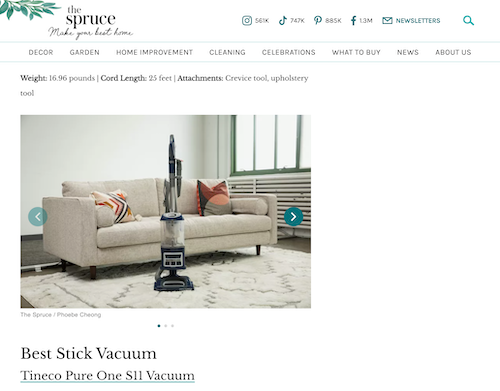 the
spruce
Make your best home
561K 747K 885K 1.3M NEWSLETTERS
DECOR GARDEN HOME IMPROVEMENT CLEANING CELEBRATIONS WHAT TO BUY NEWS ABOUT US
Weight: 16.96 pounds | Cord Length: 25 feet | Attachments: Crevice tool, upholstery
tool
The Spruce / Phoebe Cheong
Best Stick Vacuum
Tineco Pure One S11 Vacuum